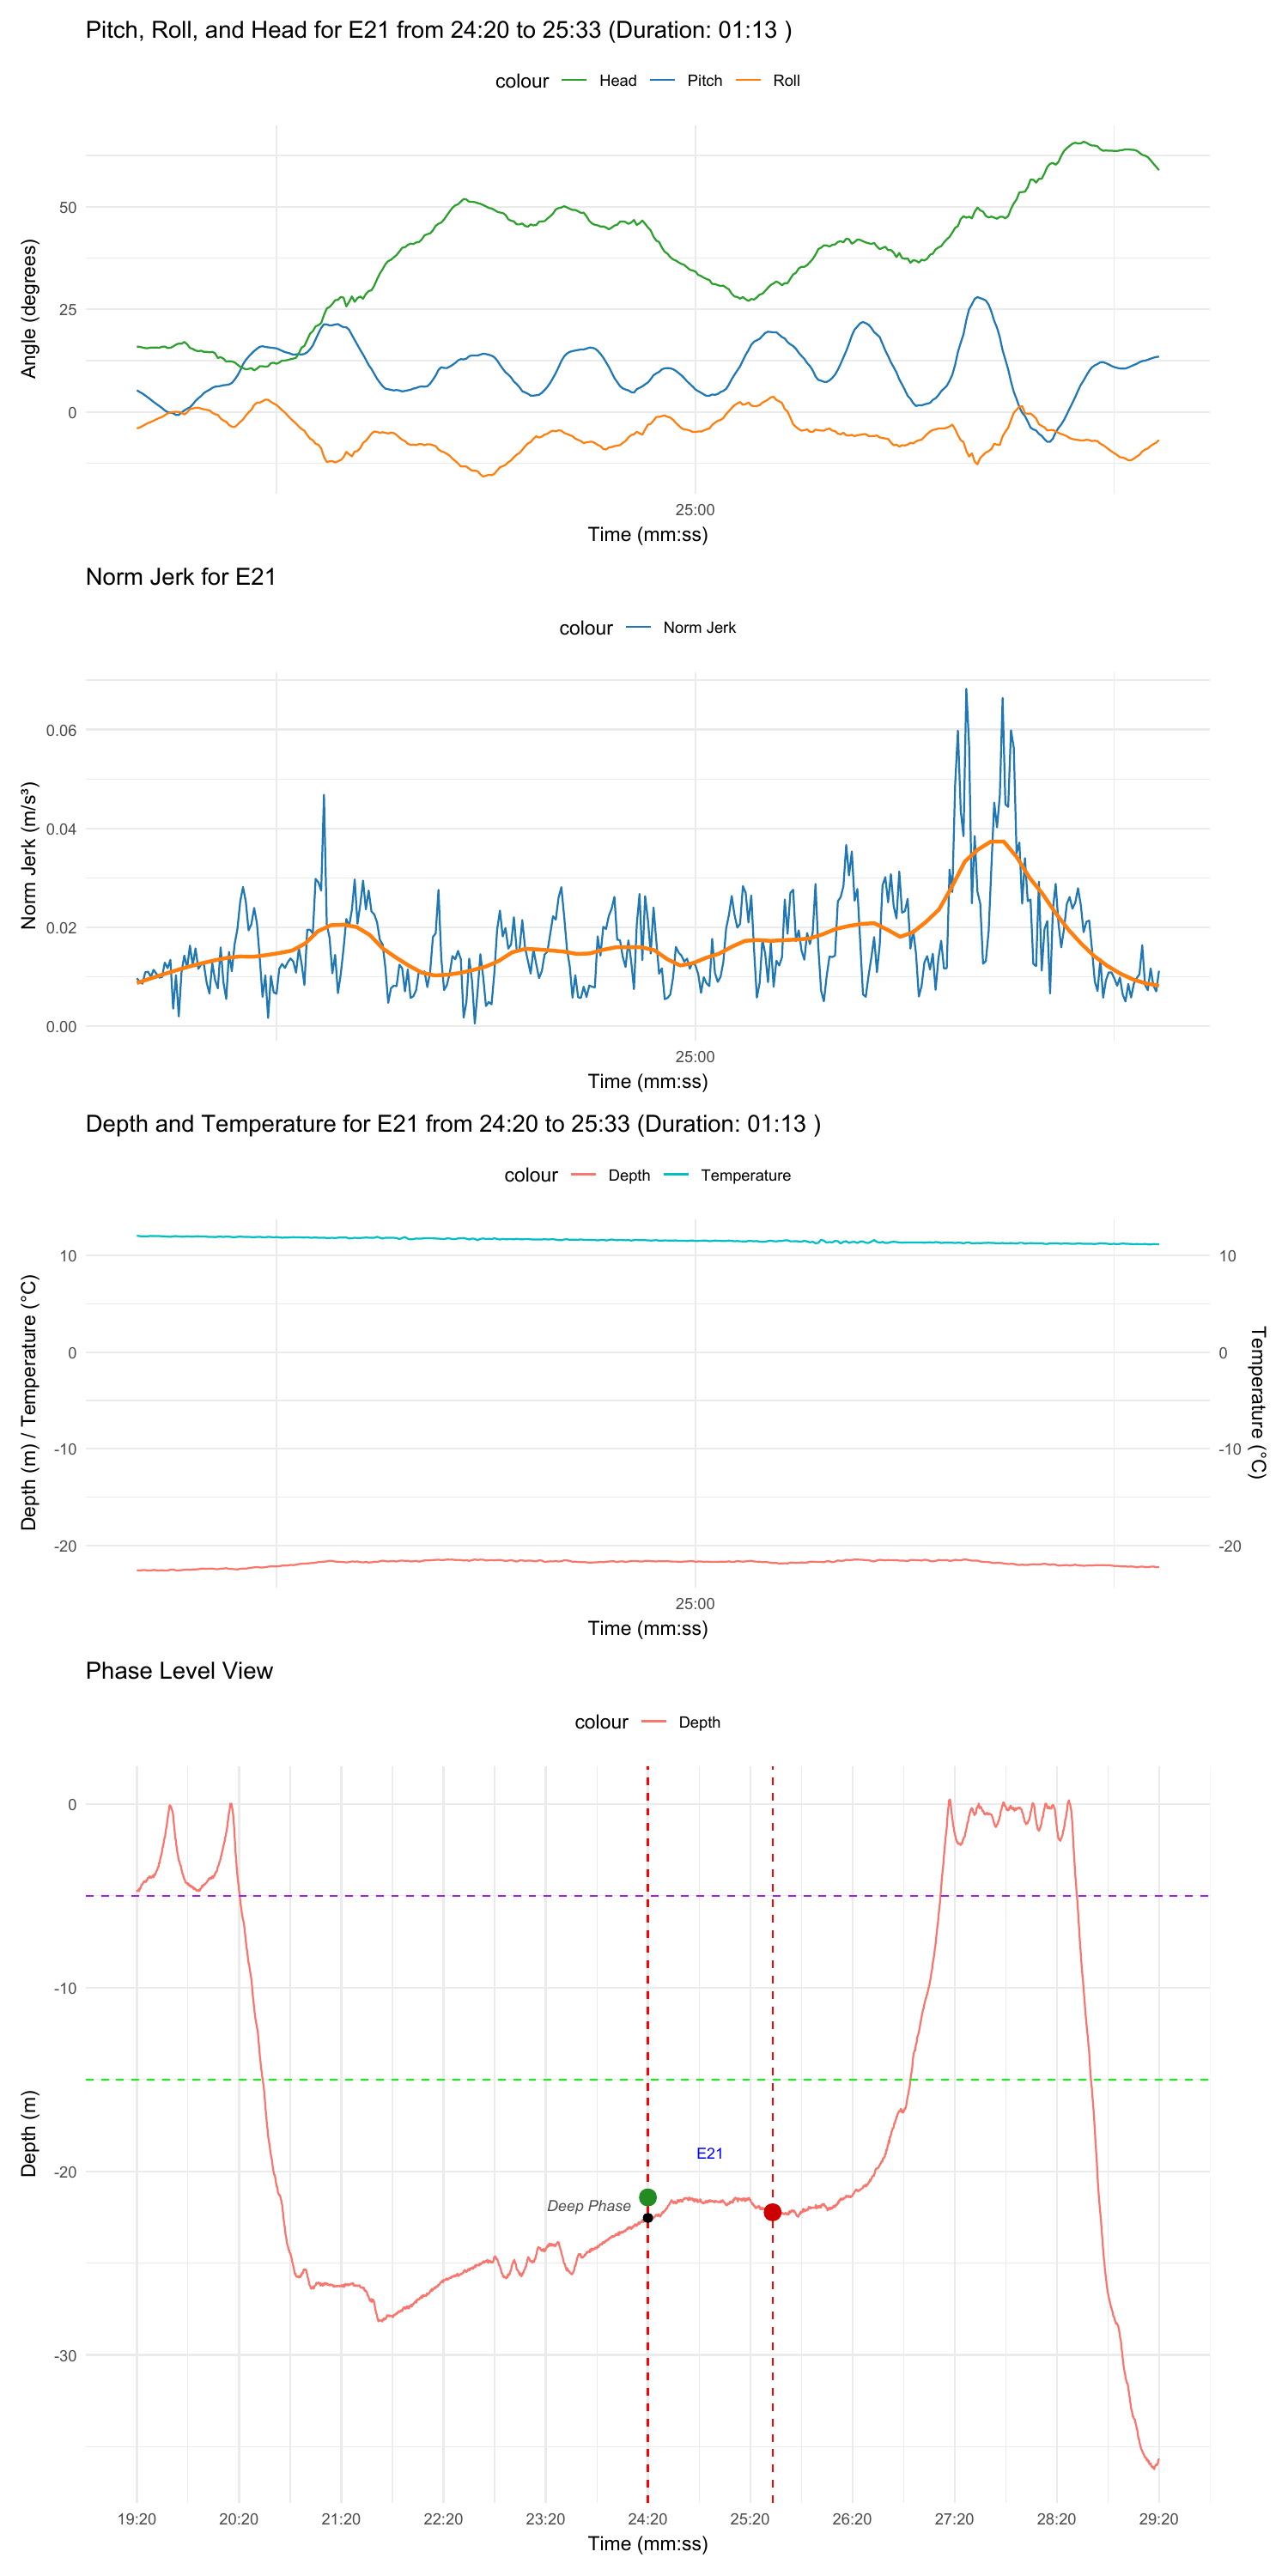 Pitch, Roll, and Head for E21 from 24:20 to 25:33 (Duration: 01:13 )
colour Head Pitch Roll
Angle (degrees)
50
25
0
25:00
Time (mm:ss)
Norm Jerk for E21
colour Norm Jerk
Norm Jerk (m/s³)
0.06
0.04
0.02
0.00
25:00
Time (mm:ss)
Depth and Temperature for E21 from 24:20 to 25:33 (Duration: 01:13 )
colour Depth Temperature
Depth (m) / Temperature (°C)
10 10
0 0
-10 -10
-20 -20
Temperature (°C)
25:00
Time (mm:ss)
Phase Level View
colour Depth
Depth (m)
0
-10
-20
-30
E21
Deep Phase
19:20 20:20 21:20 22:20 23:20 24:20 25:20 26:20 27:20 28:20 29:20
Time (mm:ss)